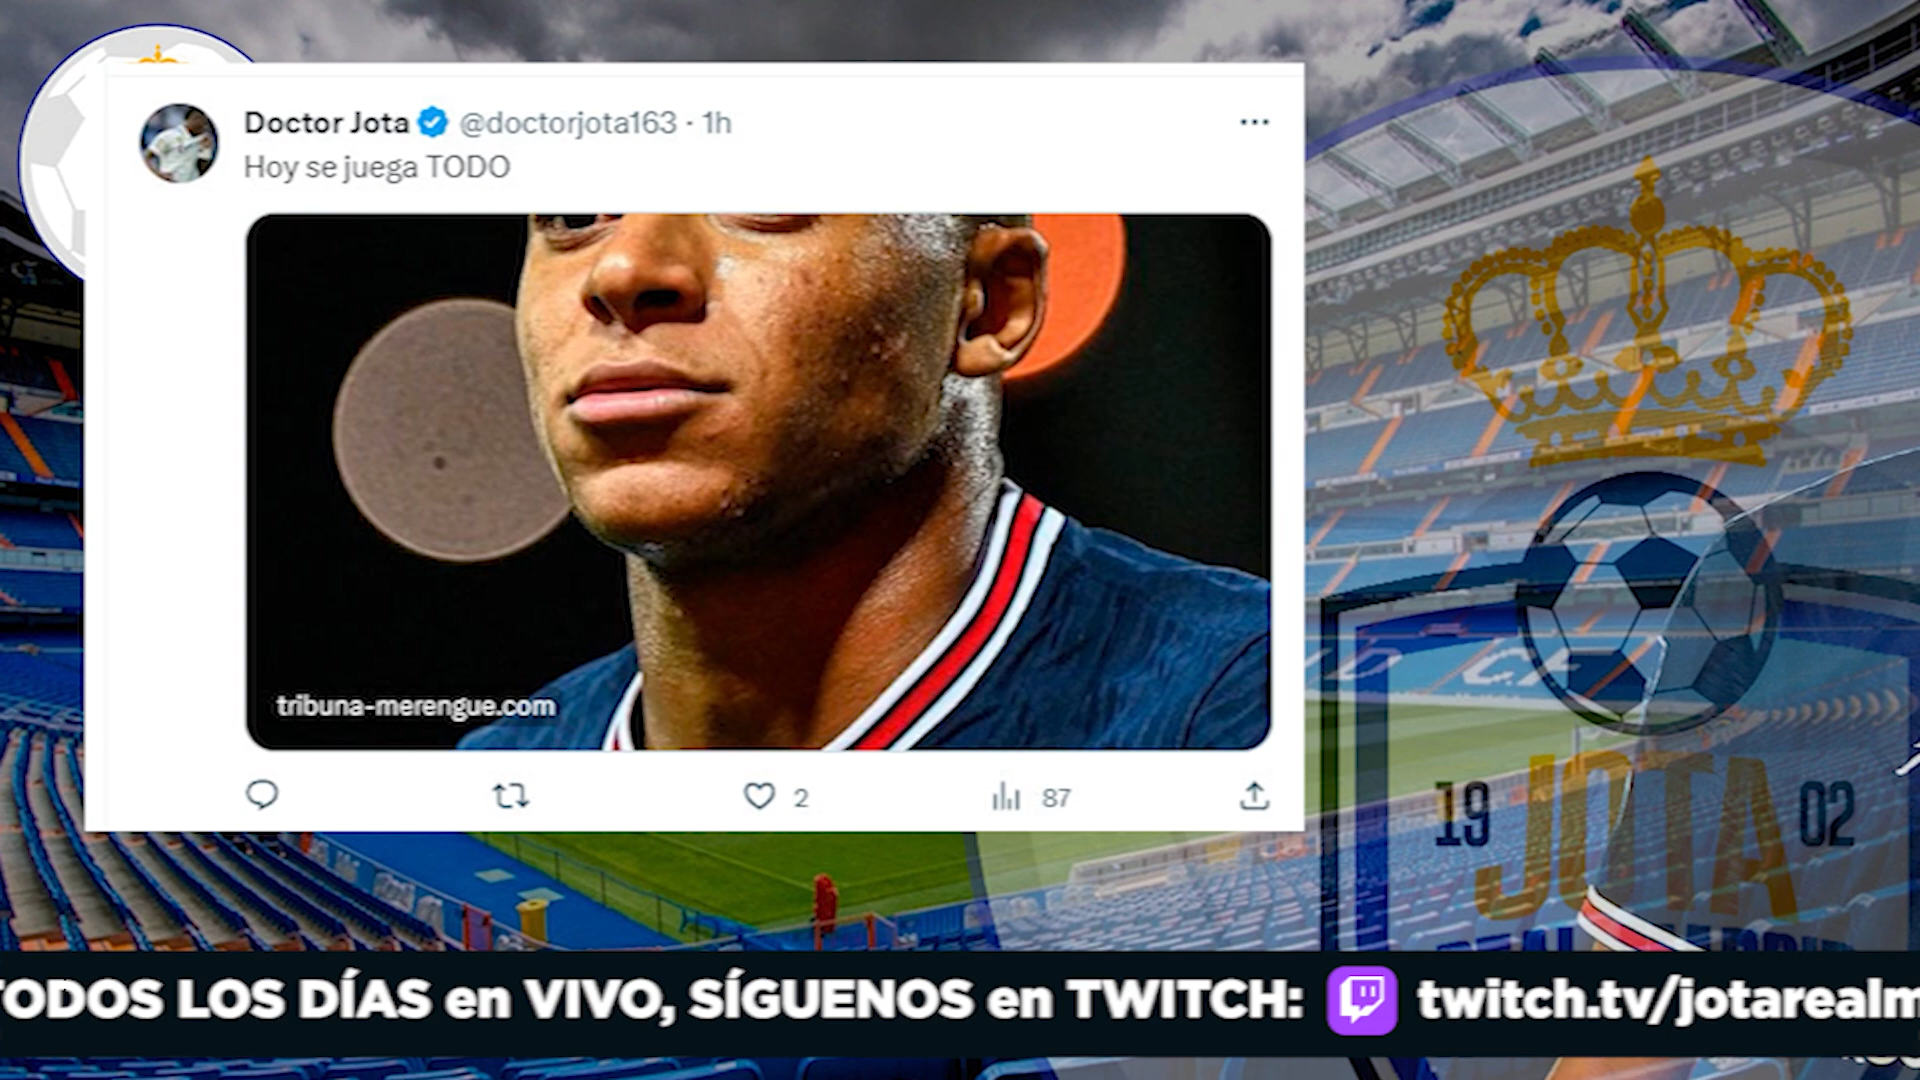 Doctor Jota @doctorjota163 · 1h
Hoy se juega TODO
tribuna-merengue.com
2
87
19 JOTA 02
TODOS LOS DÍAS en VIVO, SÍGUENOS en TWITCH: twitch.tv/jotarealm